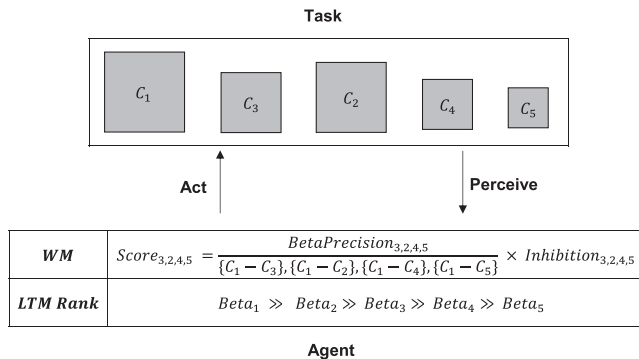 Task
C₁ C₃ C₂ C₄ C₅
Act
Perceive
WM Score₃,₂,₄,₅ = BetaPrecision₃,₂,₄,₅ / {C₁ − C₃}, {C₁ − C₂}, {C₁ − C₄}, {C₁ − C₅} × Inhibition₃,₂,₄,₅
LTM Rank Beta₁ ≫ Beta₂ ≫ Beta₃ ≫ Beta₄ ≫ Beta₅
Agent